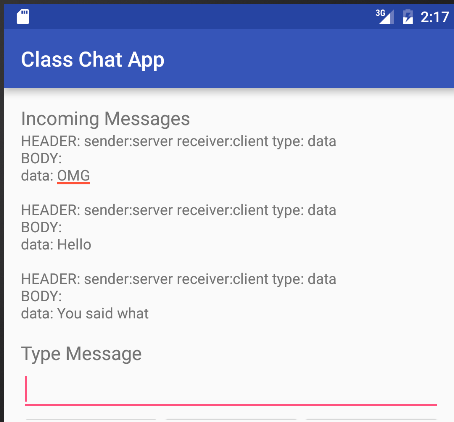 3G 2:17
Class Chat App
Incoming Messages
HEADER: sender:server receiver:client type: data
BODY:
data: OMG
HEADER: sender:server receiver:client type: data
BODY:
data: Hello
HEADER: sender:server receiver:client type: data
BODY:
data: You said what
Type Message